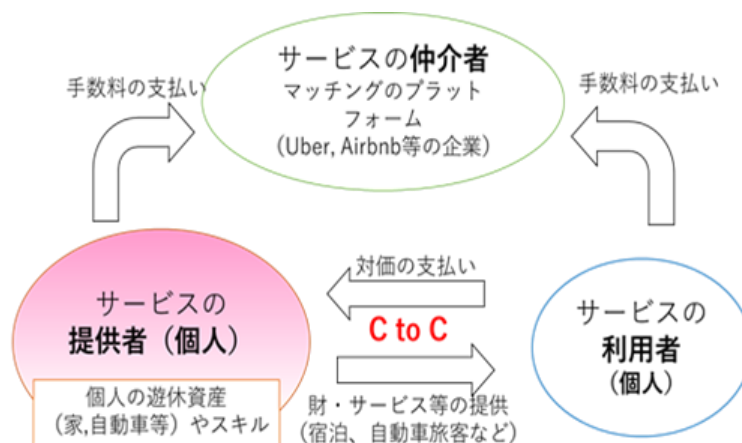 サービスの仲介者
マッチングのプラット
フォーム
（Uber, Airbnb等の企業）
手数料の支払い
手数料の支払い
対価の支払い
C to C
財・サービス等の提供
（宿泊、自動車旅客など）
サービスの
提供者（個人）
個人の遊休資産
（家,自動車等）やスキル
サービスの
利用者
（個人）